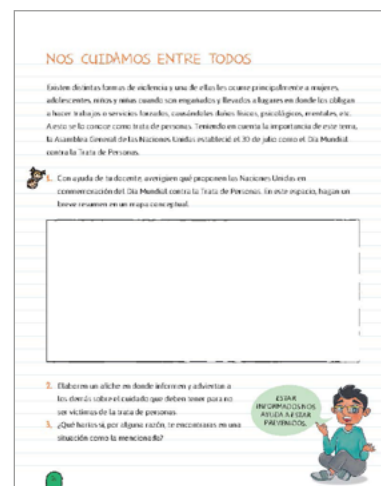 NOS CUIDAMOS ENTRE TODOS
Existen distintas formas de violencia y una de ellas les ocurre principalmente a mujeres,
adolescentes, niños y niñas cuando son engañados y llevados a lugares en donde los obligan
a hacer trabajos o servicios forzados, causándoles daños físicos, psicológicos, mentales, etc.
A esto se lo conoce como trata de personas. Teniendo en cuenta la importancia de este tema,
la Asamblea General de las Naciones Unidas estableció el 30 de julio como el Día Mundial
contra la Trata de Personas.
1. Con ayuda de tu docente, averigüen qué proponen las Naciones Unidas en
conmemoración del Día Mundial contra la Trata de Personas. En este espacio, hagan un
breve resumen en un mapa conceptual.
2. Elaboren un afiche en donde informen y adviertan a
los demás sobre el cuidado que deben tener para no
ser víctimas de la trata de personas.
3. ¿Qué harías si, por alguna razón, te encontraras en una
situación como la mencionada?
ESTAR
INFORMADOS NOS
AYUDA A ESTAR
PREVENIDOS.